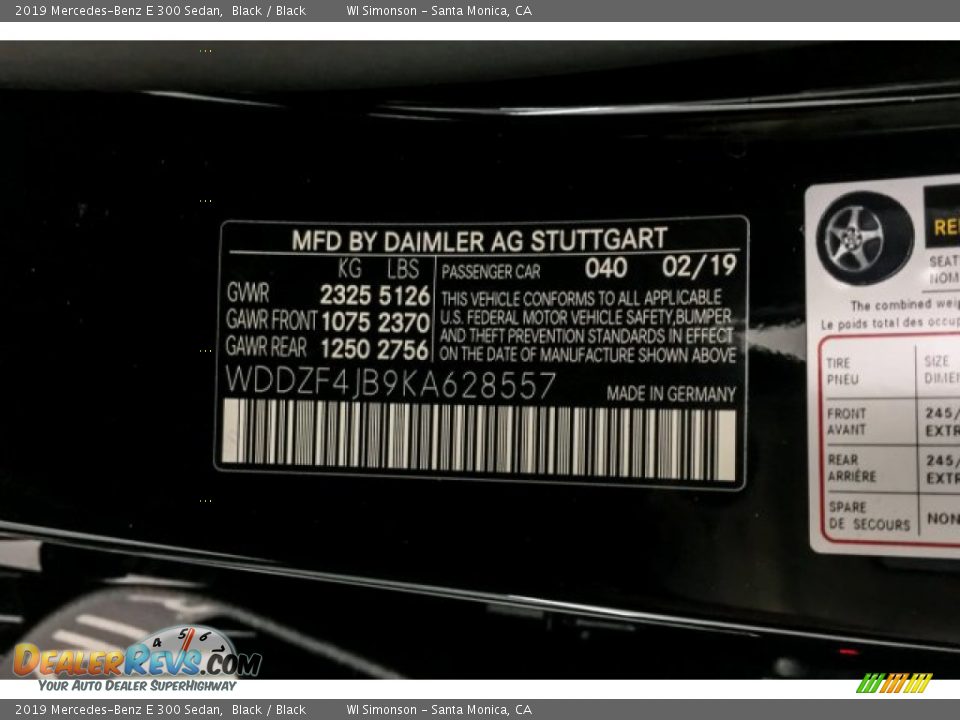 2019 Mercedes-Benz E 300 Sedan, Black / Black WI Simonson - Santa Monica, CA
MFD BY DAIMLER AG STUTTGART
KG LBS
GVWR 2325 5126
GAWR FRONT 1075 2370
GAWR REAR 1250 2756
PASSENGER CAR 040 02/19
THIS VEHICLE CONFORMS TO ALL APPLICABLE
U.S. FEDERAL MOTOR VEHICLE SAFETY,BUMPER
AND THEFT PREVENTION STANDARDS IN EFFECT
ON THE DATE OF MANUFACTURE SHOWN ABOVE
WDDZF4JB9KA628557 MADE IN GERMANY
The combined
Le poids total des
TIRE SIZE
PNEU
FRONT 245/
AVANT
REAR 245/
ARRIÈRE
SPARE
DE SECOURS
4 5 6 7
DEALERREVS.COM
YOUR AUTO DEALER SUPERHIGHWAY
2019 Mercedes-Benz E 300 Sedan, Black / Black WI Simonson - Santa Monica, CA